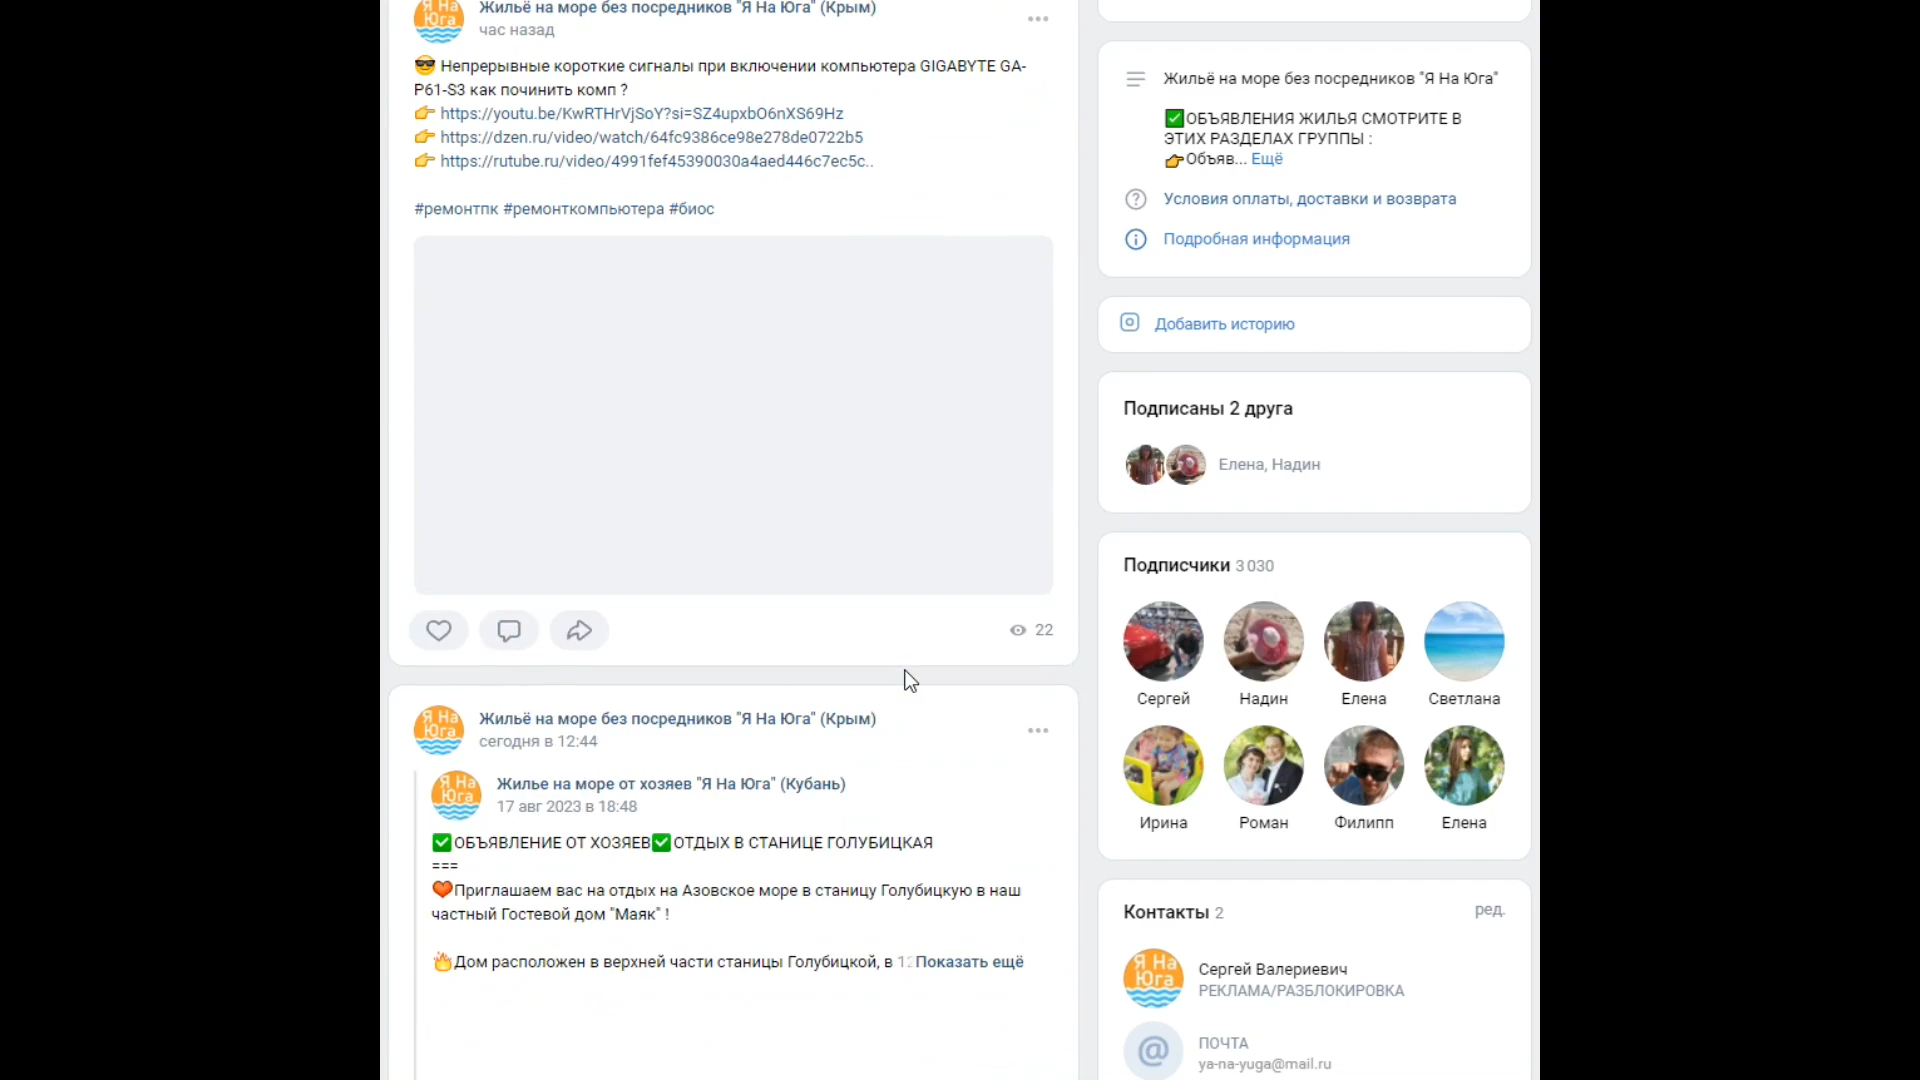 Жильё на море без посредников "Я На Юга" (Крым)
час назад
😎 Непрерывные короткие сигналы при включении компьютера GIGABYTE GA-
P61-S3 как починить комп ?
👉 https://youtu.be/KwRTHrVjSoY?si=SZ4upxbO6nXS69Hz
👉 https://dzen.ru/video/watch/64fc9386ce98e278de0722b5
👉 https://rutube.ru/video/4991fef45390030a4aed446c7ec5c..
#ремонтпк #ремонткомпьютера #биос
22
Я На
Юга
Жильё на море без посредников "Я На Юга" (Крым)
сегодня в 12:44
Я На
Юга
Жилье на море от хозяев "Я На Юга" (Кубань)
17 авг 2023 в 18:48
✅ОБЪЯВЛЕНИЕ ОТ ХОЗЯЕВ✅ОТДЫХ В СТАНИЦЕ ГОЛУБИЦКАЯ
===
❤Приглашаем вас на отдых на Азовское море в станицу Голубицкую в наш
частный Гостевой дом "Маяк" !
🔥Дом расположен в верхней части станицы Голубицкой, в Показать ещё
Жильё на море без посредников "Я На Юга"
✅ОБЪЯВЛЕНИЯ ЖИЛЬЯ СМОТРИТЕ В
ЭТИХ РАЗДЕЛАХ ГРУППЫ :
👉Объяв... Ещё
Условия оплаты, доставки и возврата
Подробная информация
Добавить историю
Подписаны 2 друга
Елена, Надин
Подписчики 3 030
Сергей Надин Елена Светлана
Ирина Роман Филипп Елена
Контакты 2 ред.
Я На
Юга
Сергей Валериевич
РЕКЛАМА/РАЗБЛОКИРОВКА
@
ПОЧТА
ya-na-yuga@mail.ru